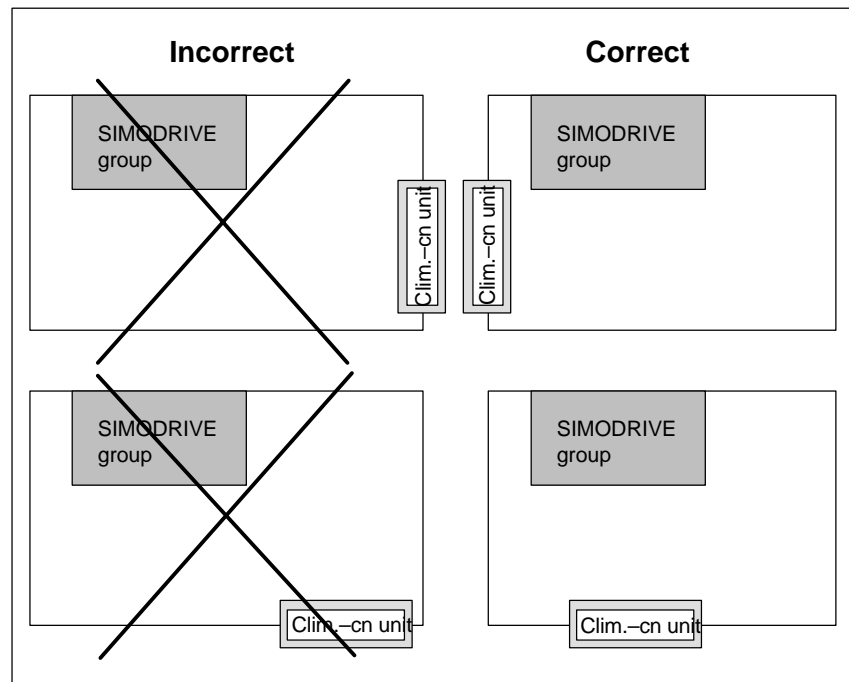 Incorrect
Correct
SIMODRIVE
group
Clim.–cn unit
Clim.–cn unit
SIMODRIVE
group
SIMODRIVE
group
Clim.–cn unit
SIMODRIVE
group
Clim.–cn unit